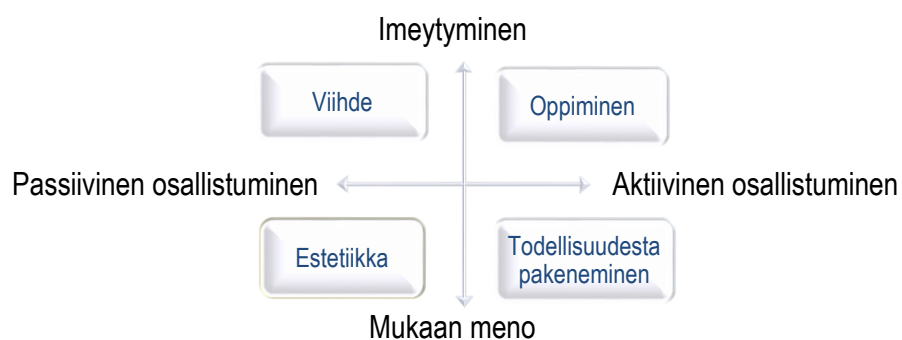 Imeytyminen
Viihde
Oppiminen
Passiivinen osallistuminen
Aktiivinen osallistuminen
Estetiikka
Todellisuudesta
pakeneminen
Mukaan meno